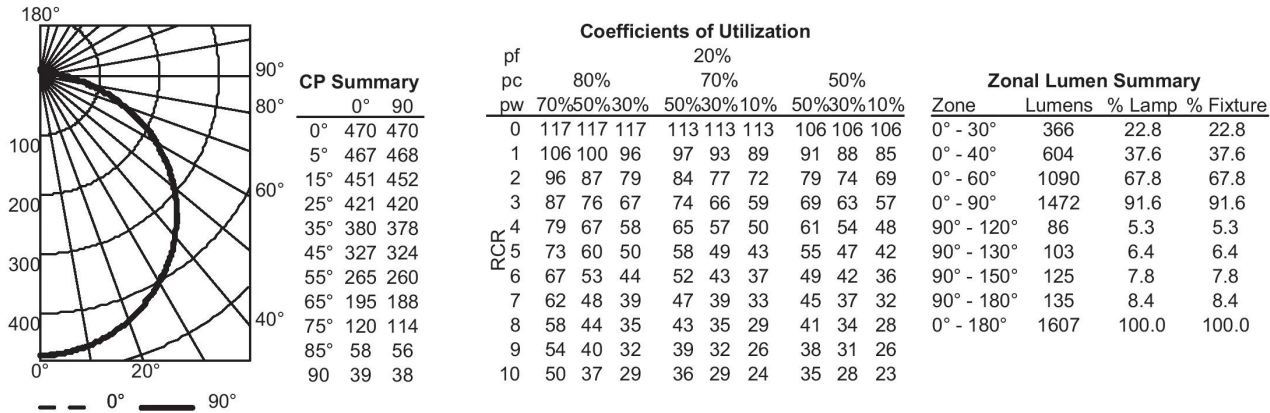 180°
90°
80°
60°
40°
100
200
300
400
0° 20°
0° 90°
CP Summary
0° 90
0° 470 470
5° 467 468
15° 451 452
25° 421 420
35° 380 378
45° 327 324
55° 265 260
65° 195 188
75° 120 114
85° 58 56
90 39 38
Coefficients of Utilization
pf 20%
pc 80% 70% 50%
pw 70%50%30% 50%30%10% 50%30%10%
RCR
0 117 117 117 113 113 113 106 106 106
1 106 100 96 97 93 89 91 88 85
2 96 87 79 84 77 72 79 74 69
3 87 76 67 74 66 59 69 63 57
4 79 67 58 65 57 50 61 54 48
5 73 60 50 58 49 43 55 47 42
6 67 53 44 52 43 37 49 42 36
7 62 48 39 47 39 33 45 37 32
8 58 44 35 43 35 29 41 34 28
9 54 40 32 39 32 26 38 31 26
10 50 37 29 36 29 24 35 28 23
Zonal Lumen Summary
Zone Lumens % Lamp % Fixture
0° - 30° 366 22.8 22.8
0° - 40° 604 37.6 37.6
0° - 60° 1090 67.8 67.8
0° - 90° 1472 91.6 91.6
90° - 120° 86 5.3 5.3
90° - 130° 103 6.4 6.4
90° - 150° 125 7.8 7.8
90° - 180° 135 8.4 8.4
0° - 180° 1607 100.0 100.0